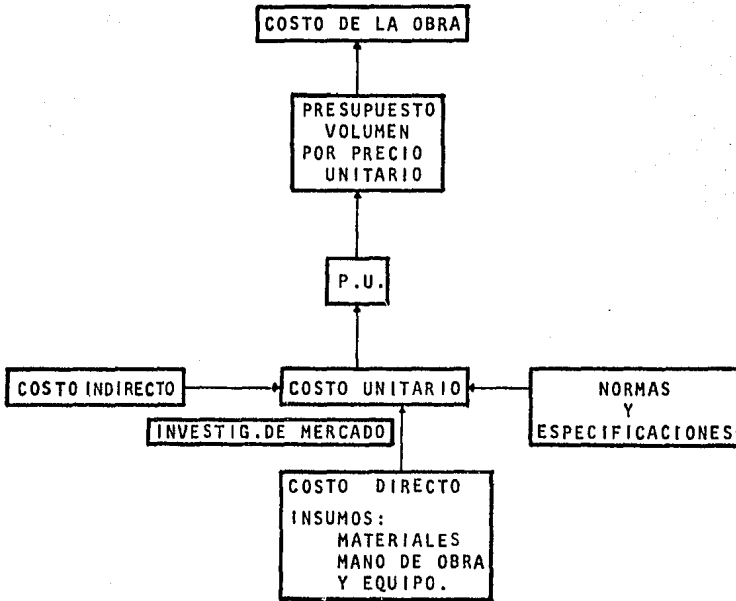 COSTO DE LA OBRA
PRESUPUESTO
VOLUMEN
POR PRECIO
UNITARIO
P.U.
COSTO INDIRECTO
COSTO UNITARIO
NORMAS
Y
ESPECIFICACIONES
INVESTIG.DE MERCADO
COSTO DIRECTO
INSUMOS:
MATERIALES
MANO DE OBRA
Y EQUIPO.